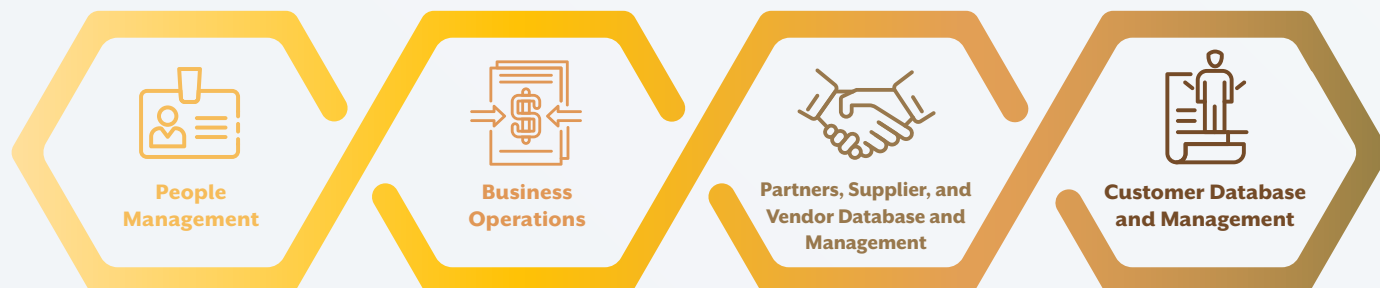 People
Management
Business
Operations
Partners, Supplier, and
Vendor Database and
Management
Customer Database
and Management